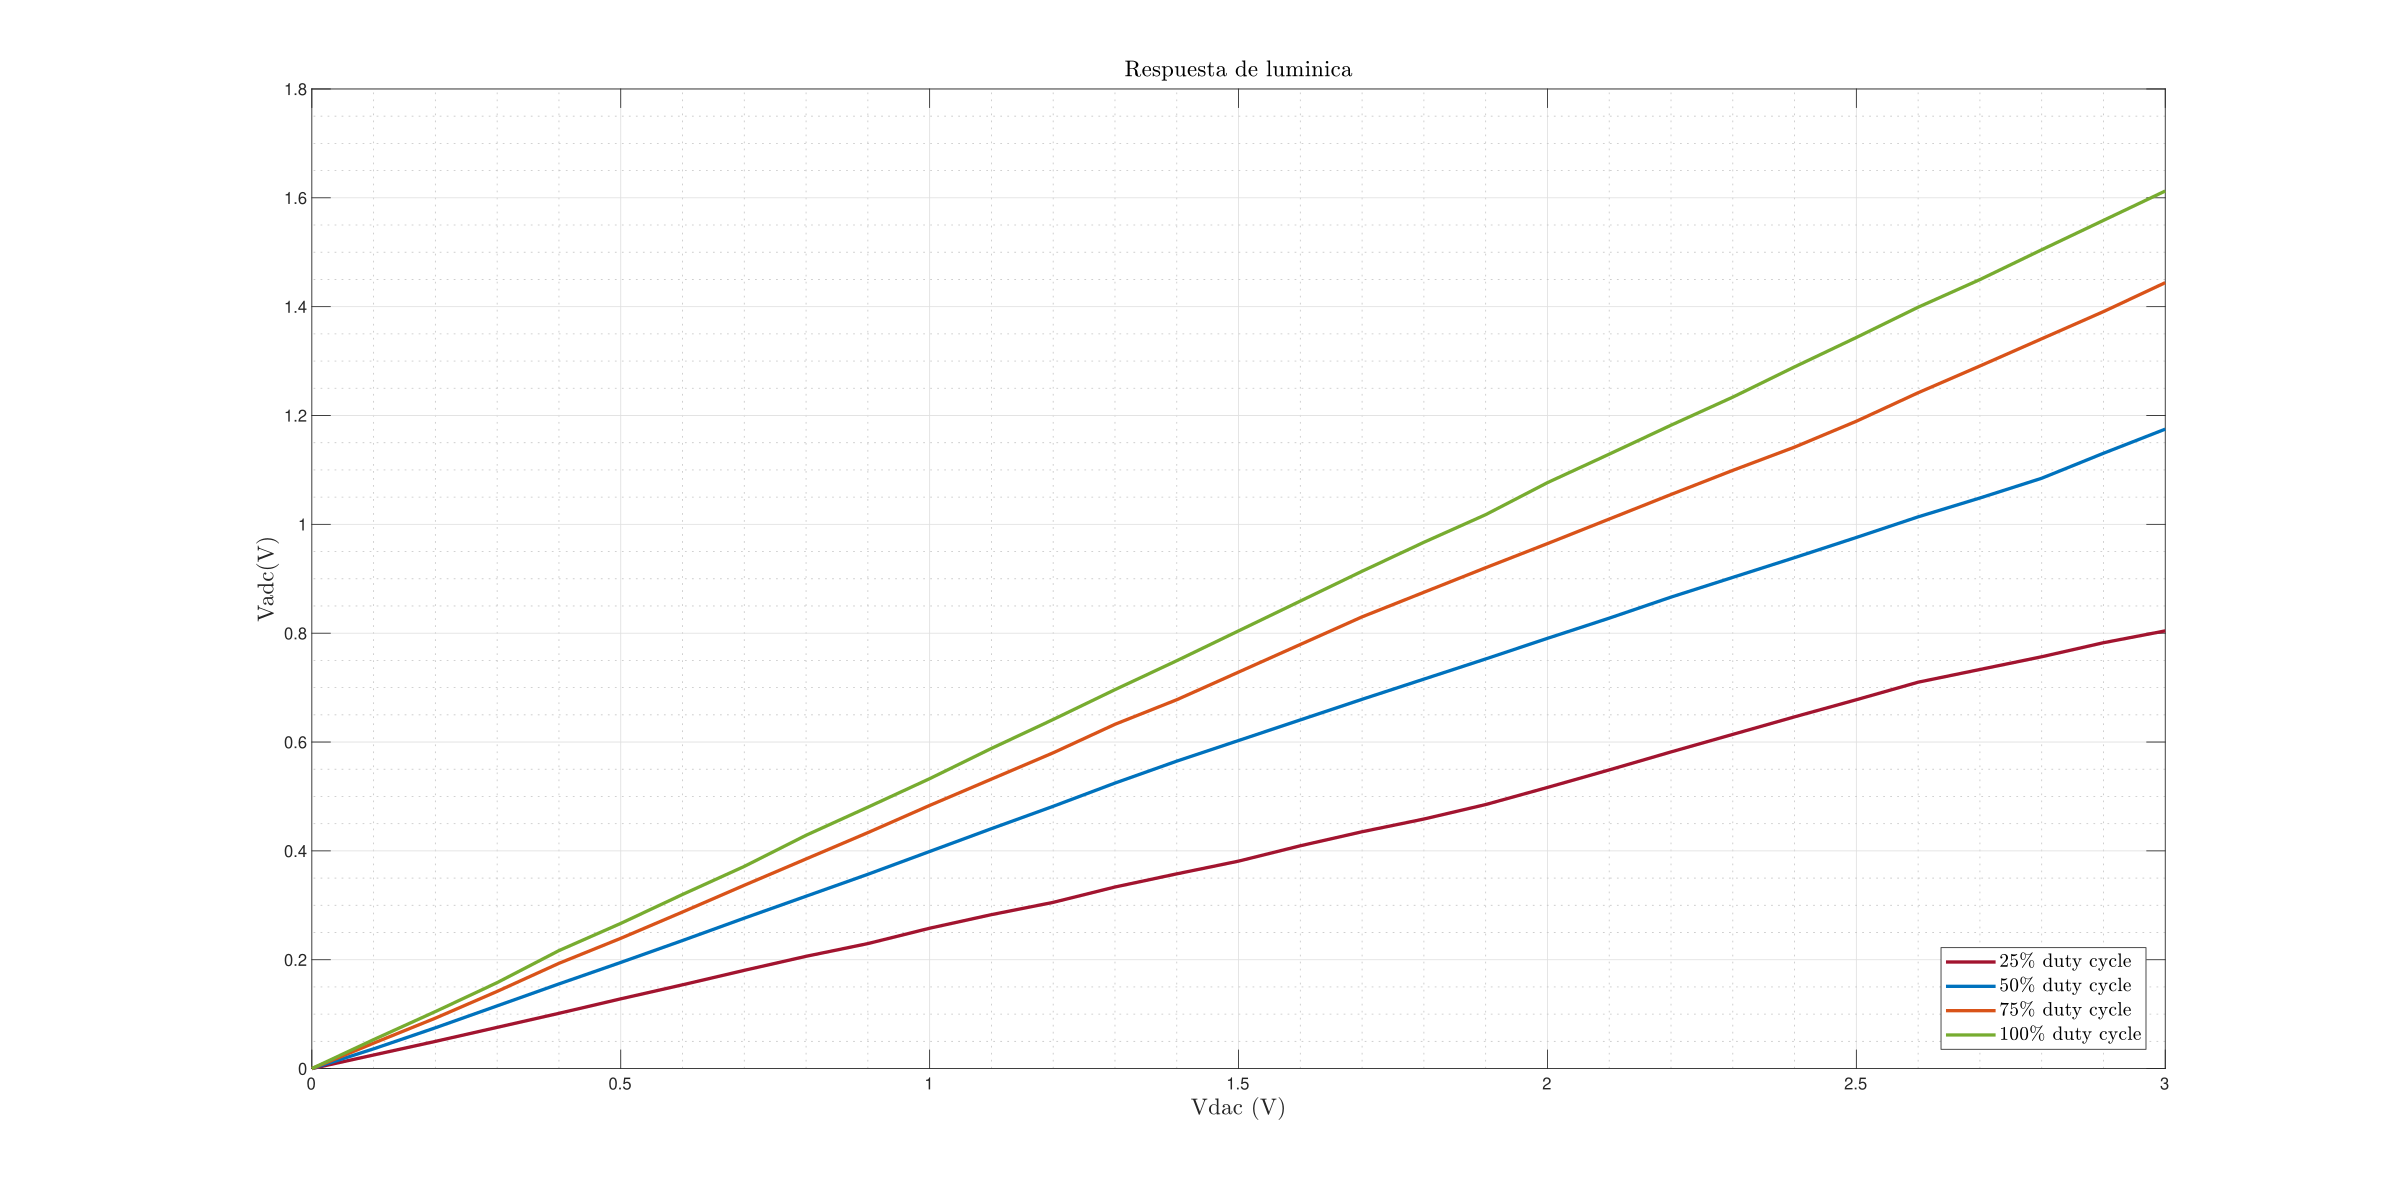 Respuesta de luminica
1.8
1.6
1.4
1.2
1
0.8
0.6
0.4
0.2
0
Vadc(V)
0 0.5 1 1.5 2 2.5 3
Vdac (V)
25% duty cycle
50% duty cycle
75% duty cycle
100% duty cycle